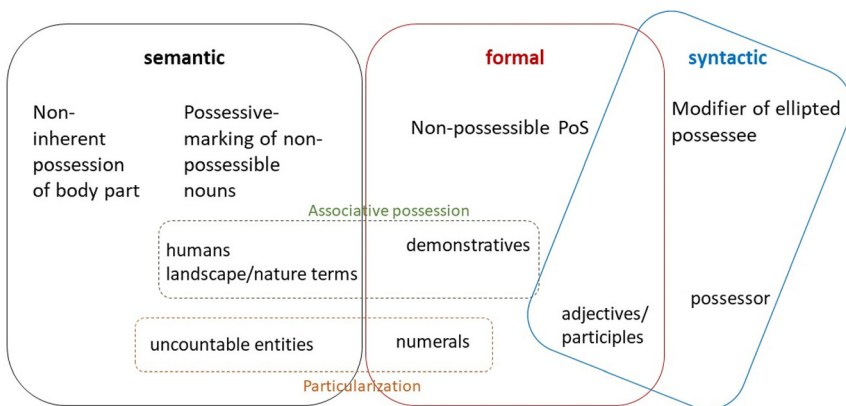 semantic
formal
syntactic
Non-
inherent
possession
of body part
Possessive-
marking of non-
possessible
nouns
Non-possessible PoS
Modifier of ellipted
possessee
Associative possession
humans
landscape/nature terms
demonstratives
adjectives/
participles
possessor
uncountable entities
numerals
Particularization